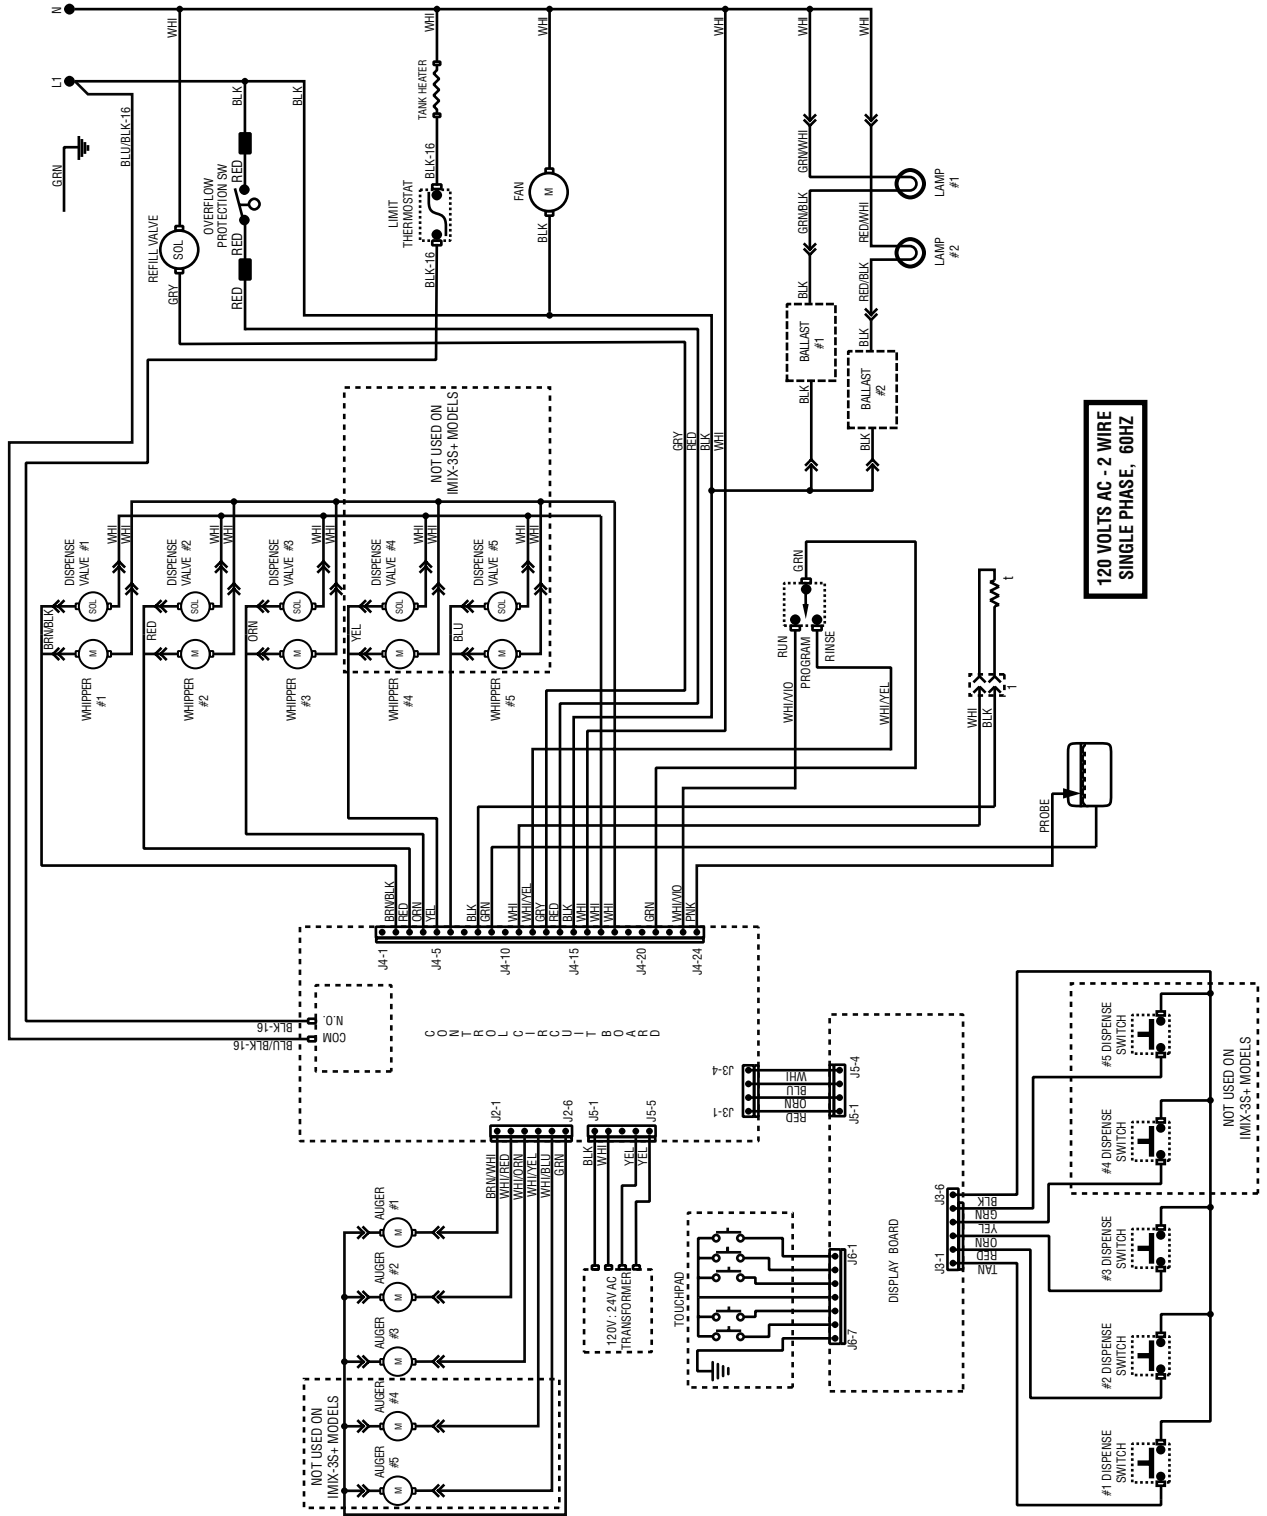 N
WHI
WHI
WHI
WHI
WHI
WHI
L1
GRN
BLU/BLK-16
BLK
BLK
REFILL VALVE
SOL
GRY
OVERFLOW
PROTECTION SW
RED
RED
RED
TANK HEATER
BLK-16
LIMIT
THERMOSTAT
BLK-16
FAN
M
BLK
GRN/WHI
GRN/BLK
LAMP
#1
RED/WHI
RED/BLK
LAMP
#2
BLK
BALLAST
#1
BLK
BLK
BALLAST
#2
BLK
GRY
RED
BLK
WHI
NOT USED ON
IMIX-3S+ MODELS
DISPENSE
VALVE #1
SOL
WHI
WHI
BRN/BLK
M
WHIPPER
#1
DISPENSE
VALVE #2
SOL
WHI
WHI
RED
M
WHIPPER
#2
DISPENSE
VALVE #3
SOL
WHI
WHI
ORN
M
WHIPPER
#3
DISPENSE
VALVE #4
SOL
WHI
WHI
YEL
M
WHIPPER
#4
DISPENSE
VALVE #5
SOL
WHI
WHI
BLU
M
WHIPPER
#5
GRN
RUN
PROGRAM
RINSE
WHI/VIO
WHI/YEL
t
1
WHI
BLK
PROBE
120 VOLTS AC - 2 WIRE
SINGLE PHASE, 60HZ
BRN/BLK
RED
ORN
YEL
BLK
GRN
WHI
WHI/YEL
GRY
RED
BLK
WHI
WHI
WHI
GRN
WHI/VIO
PNK
J4-1
J4-5
J4-10
J4-15
J4-20
J4-24
BLK-16
N.O.
BLU/BLK-16
COM
CONTROL CIRCUIT BOARD
J3-4
J3-1
WHI
BLU
ORN
RED
J5-4
J5-1
J2-1
J2-6
J5-1
J5-5
BRN/WHI
WHI/RED
WHI/ORN
WHI/YEL
WHI/BLU
GRN
BLK
WHI
YEL
YEL
AUGER
#1
M
AUGER
#2
M
AUGER
#3
M
AUGER
#4
M
AUGER
#5
M
NOT USED ON
IMIX-3S+ MODELS
120V : 24V AC
TRANSFORMER
TOUCHPAD
J6-1
J6-7
DISPLAY BOARD
J3-6
J3-1
BLK
GRN
YEL
ORN
RED
TAN
#5 DISPENSE
SWITCH
#4 DISPENSE
SWITCH
NOT USED ON
IMIX-3S+ MODELS
#3 DISPENSE
SWITCH
#2 DISPENSE
SWITCH
#1 DISPENSE
SWITCH